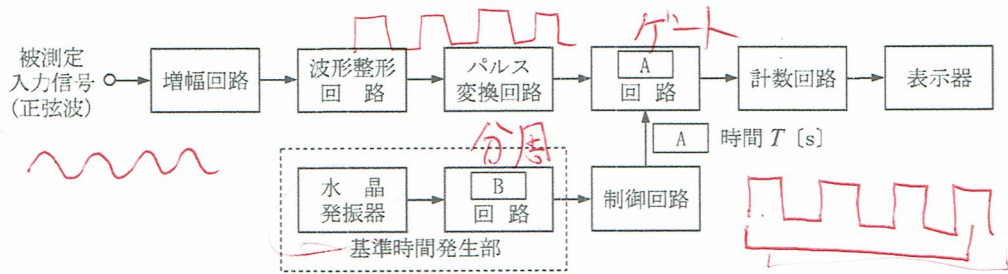 被測定
入力信号
(正弦波)
増幅回路
波形整形
回路
パルス
変換回路
ゲート
A
回路
計数回路
表示器
A 時間 T〔s〕
分周
水晶
発振器
B
回路
制御回路
基準時間発生部